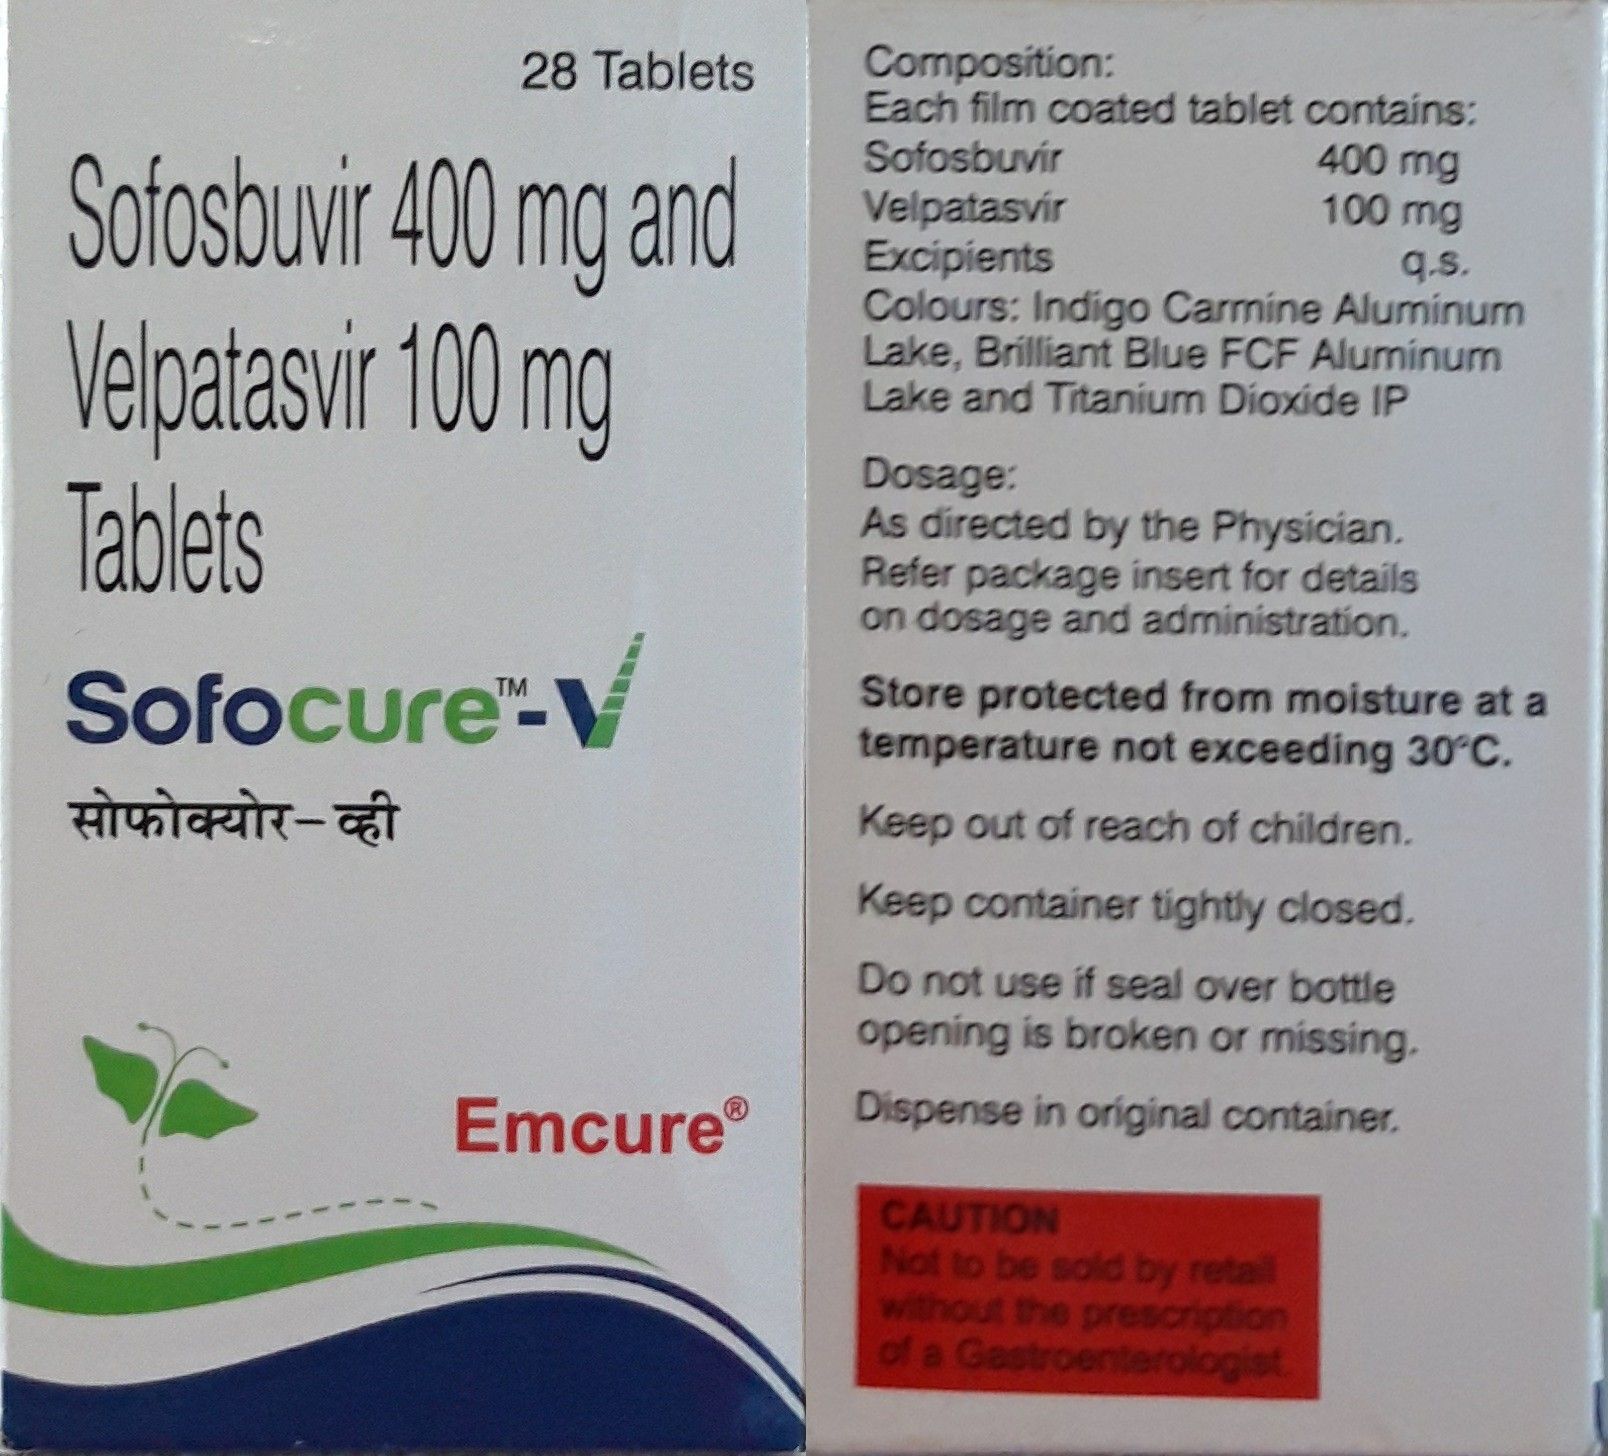 28 Tablets
Sofosbuvir 400 mg and
Velpatasvir 100 mg
Tablets
Sofocure™-V
सोफोक्योर–व्ही
Emcure®
Composition:
Each film coated tablet contains:
Sofosbuvir 400 mg
Velpatasvir 100 mg
Excipients q.s.
Colours: Indigo Carmine Aluminum
Lake, Brilliant Blue FCF Aluminum
Lake and Titanium Dioxide IP
Dosage:
As directed by the Physician.
Refer package insert for details
on dosage and administration.
Store protected from moisture at a
temperature not exceeding 30°C.
Keep out of reach of children.
Keep container tightly closed.
Do not use if seal over bottle
opening is broken or missing.
Dispense in original container.
CAUTION
Not to be sold by retail
without the prescription
of a Gastroenterologist.